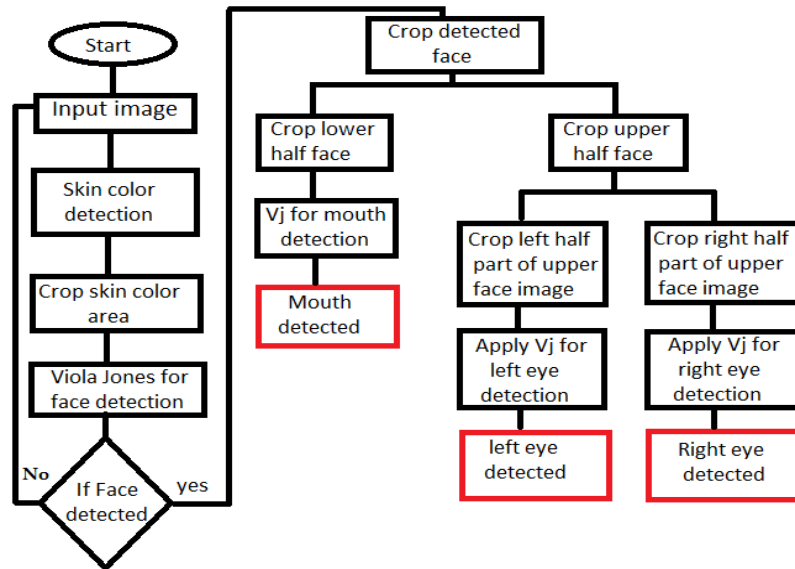 Start
Input image
Skin color
detection
Crop skin color
area
Viola Jones for
face detection
If Face
detected
No
yes
Crop detected
face
Crop lower
half face
Vj for mouth
detection
Mouth
detected
Crop upper
half face
Crop left half
part of upper
face image
Apply Vj for
left eye
detection
left eye
detected
Crop right half
part of upper
face image
Apply Vj for
right eye
detection
Right eye
detected